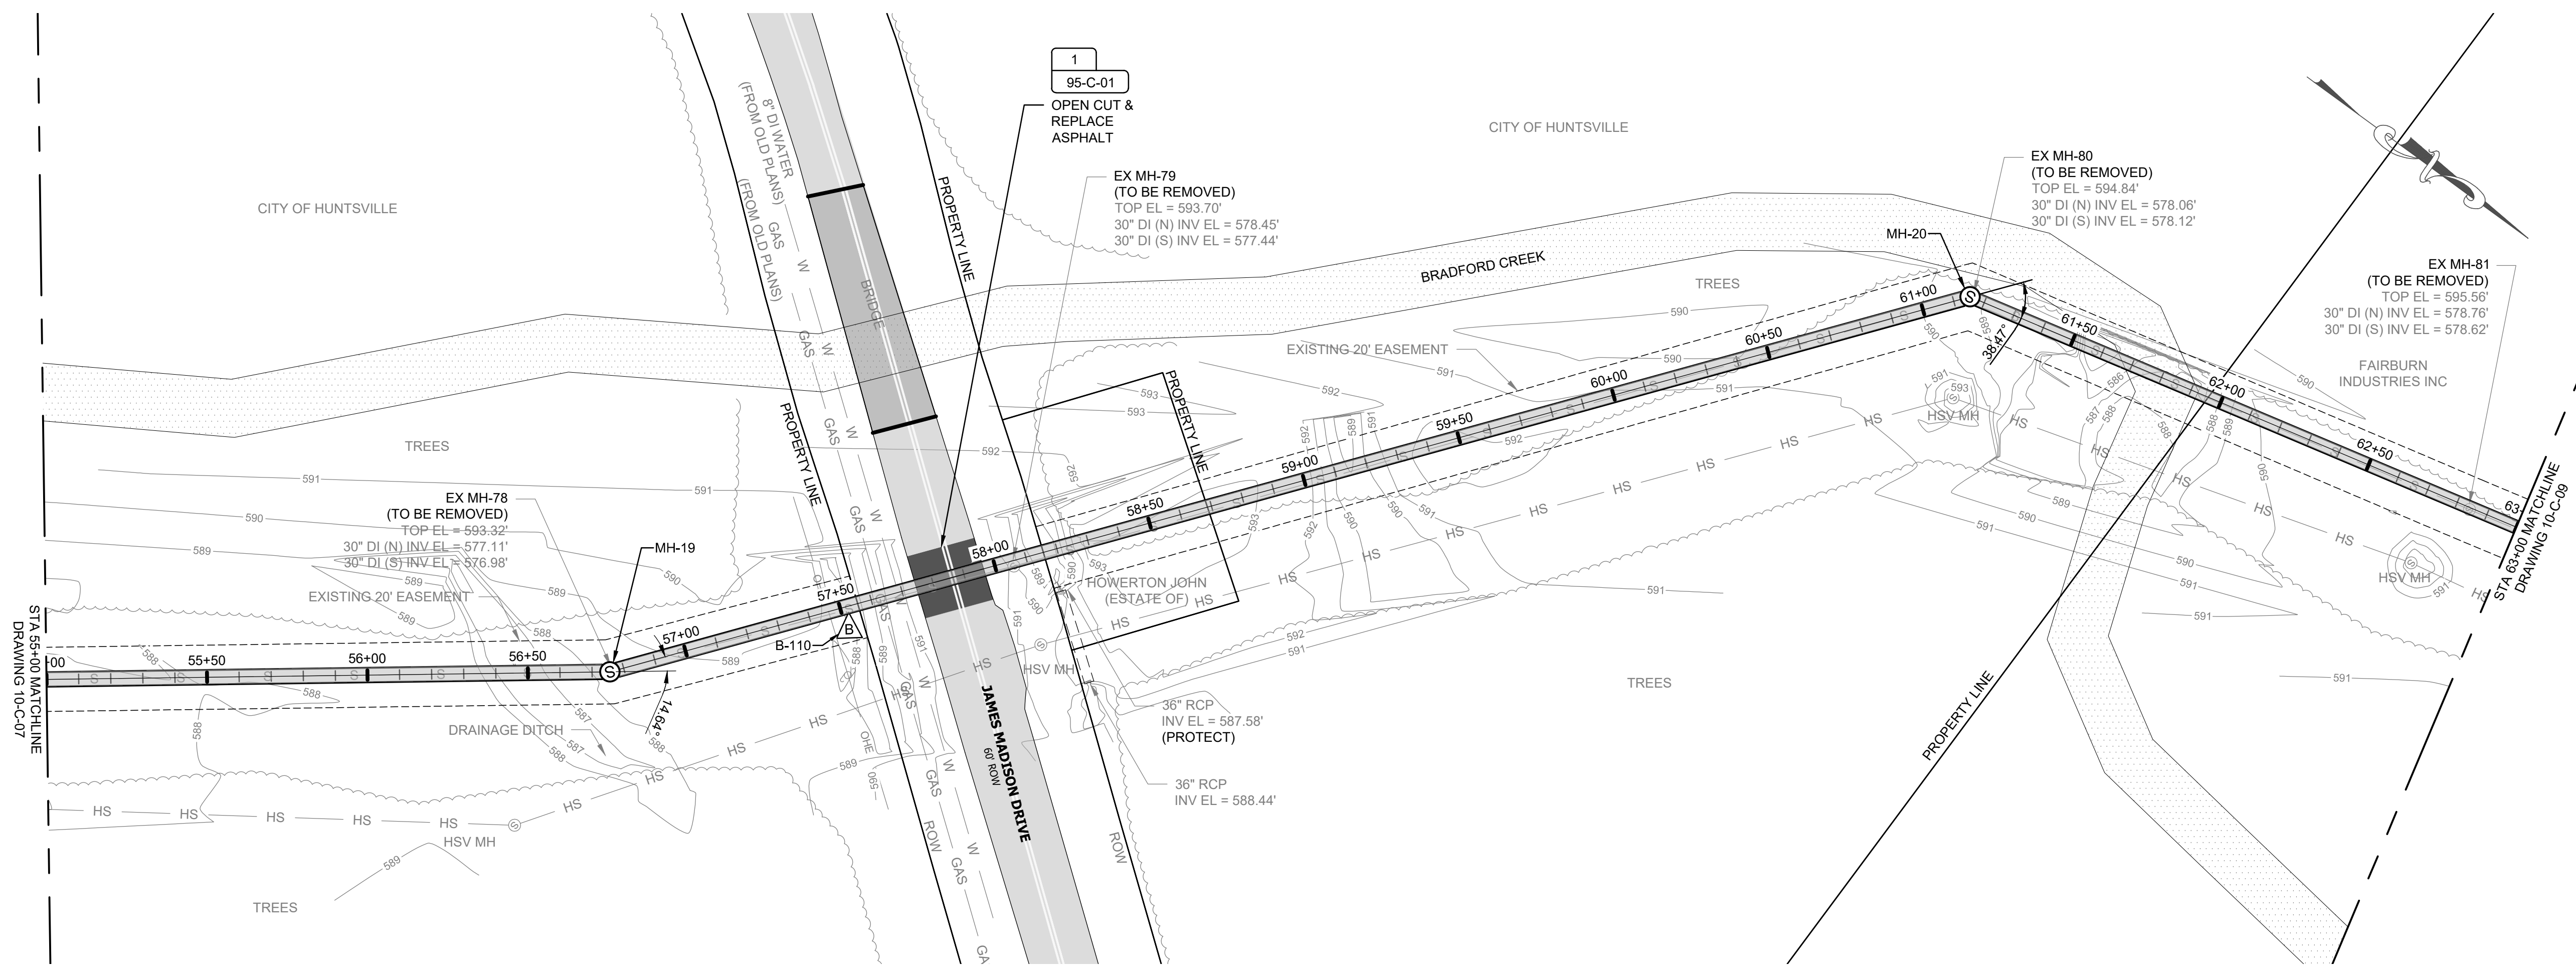 1
95-C-01
OPEN CUT &
REPLACE
ASPHALT
8" DI WATER
(FROM OLD PLANS)
GAS
(FROM OLD PLANS)
PROPERTY LINE
BRIDGE
CITY OF HUNTSVILLE
CITY OF HUNTSVILLE
EX MH-79
(TO BE REMOVED)
TOP EL = 593.70'
30" DI (N) INV EL = 578.45'
30" DI (S) INV EL = 577.44'
EX MH-80
(TO BE REMOVED)
TOP EL = 594.84'
30" DI (N) INV EL = 578.06'
30" DI (S) INV EL = 578.12'
MH-20
EX MH-81
(TO BE REMOVED)
TOP EL = 595.56'
30" DI (N) INV EL = 578.76'
30" DI (S) INV EL = 578.62'
FAIRBURN
INDUSTRIES INC
BRADFORD CREEK
TREES
EXISTING 20' EASEMENT
TREES
PROPERTY LINE
PROPERTY LINE
EX MH-78
(TO BE REMOVED)
TOP EL = 593.32'
30" DI (N) INV EL = 577.11'
30" DI (S) INV EL = 576.98'
MH-19
EXISTING 20' EASEMENT
STA 55+00 MATCHLINE
DRAWING 10-C-07
+00
55+50
56+00
56+50
57+00
57+50
58+00
58+50
59+00
59+50
60+00
60+50
61+00
61+50
62+00
62+50
63+
STA 63+00 MATCHLINE
DRAWING 10-C-09
38.47°
14.64°
B
B-110
HOWERTON JOHN
(ESTATE OF)
HSV MH
HSV MH
HSV MH
HSV MH
DRAINAGE DITCH
JAMES MADISON DRIVE
60' ROW
36" RCP
INV EL = 587.58'
(PROTECT)
36" RCP
INV EL = 588.44'
OHE
ROW
ROW
TREES
TREES
PROPERTY LINE